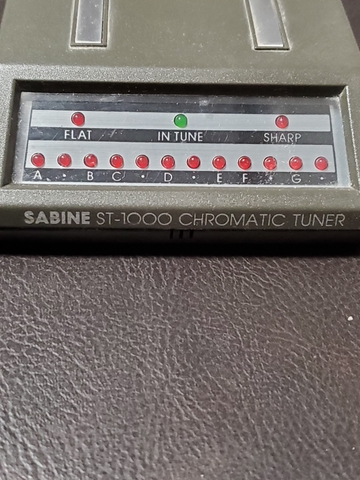 FLAT IN TUNE SHARP
A • B C • D • E F • G •
SABINE ST-1000 CHROMATIC TUNER